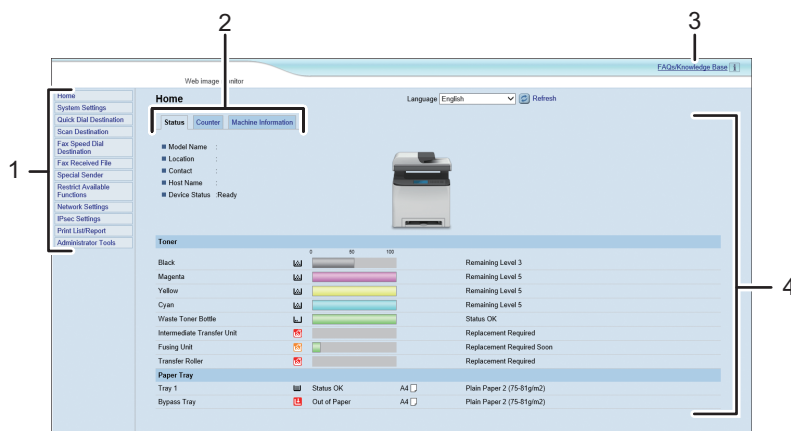 2
3
FAQs/Knowledge Base
Web image monitor
Home
Language English
Refresh
1
Home
System Settings
Quick Dial Destination
Scan Destination
Fax Speed Dial
Destination
Fax Received File
Special Sender
Restrict Available
Functions
Network Settings
IPsec Settings
Print List/Report
Administrator Tools
Status Counter Machine Information
Model Name :
Location :
Contact :
Host Name :
Device Status :Ready
4
Toner
0 50 100
Black Remaining Level 3
Magenta Remaining Level 5
Yellow Remaining Level 5
Cyan Remaining Level 5
Waste Toner Bottle Status OK
Intermediate Transfer Unit Replacement Required
Fusing Unit Replacement Required Soon
Transfer Roller Replacement Required
Paper Tray
Tray 1 Status OK A4 Plain Paper 2 (75-81g/m2)
Bypass Tray Out of Paper A4 Plain Paper 2 (75-81g/m2)